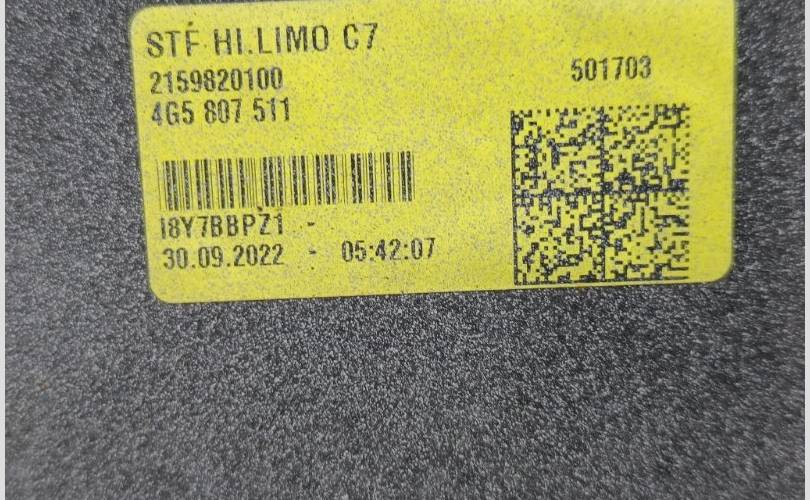 STF HI.LIMO C7
2159820100
4G5 807 511
501703
I8Y7BBPZ1 -
30.09.2022 - 05:42:07